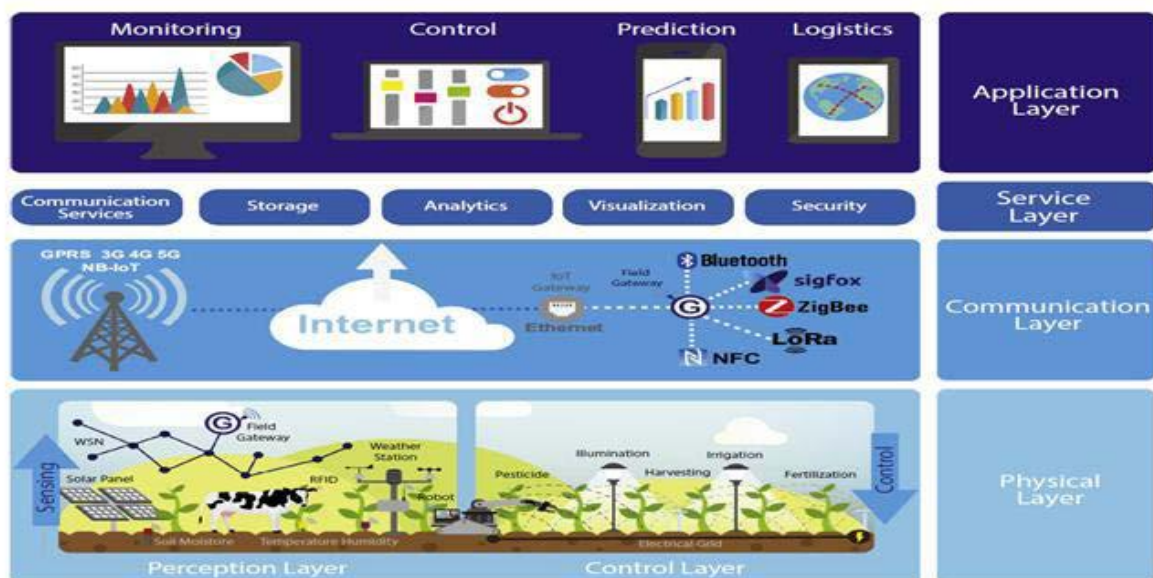 Monitoring
Control
Prediction
Logistics
Application
Layer
Communication
Services
Storage
Analytics
Visualization
Security
Service
Layer
GPRS 3G 4G 5G
NB-IoT
Internet
IoT
Gateway
Ethernet
Field
Gateway
G
Bluetooth
sigfox
ZigBee
LoRa
NFC
Communication
Layer
Sensing
WSN
G
Field
Gateway
Solar Panel
RFID
Weather
Station
Robot
Soil Moisture
Temperature Humidity
Perception Layer
Pesticide
Illumination
Harvesting
Irrigation
Fertilization
Electrical Grid
Control
Control Layer
Physical
Layer